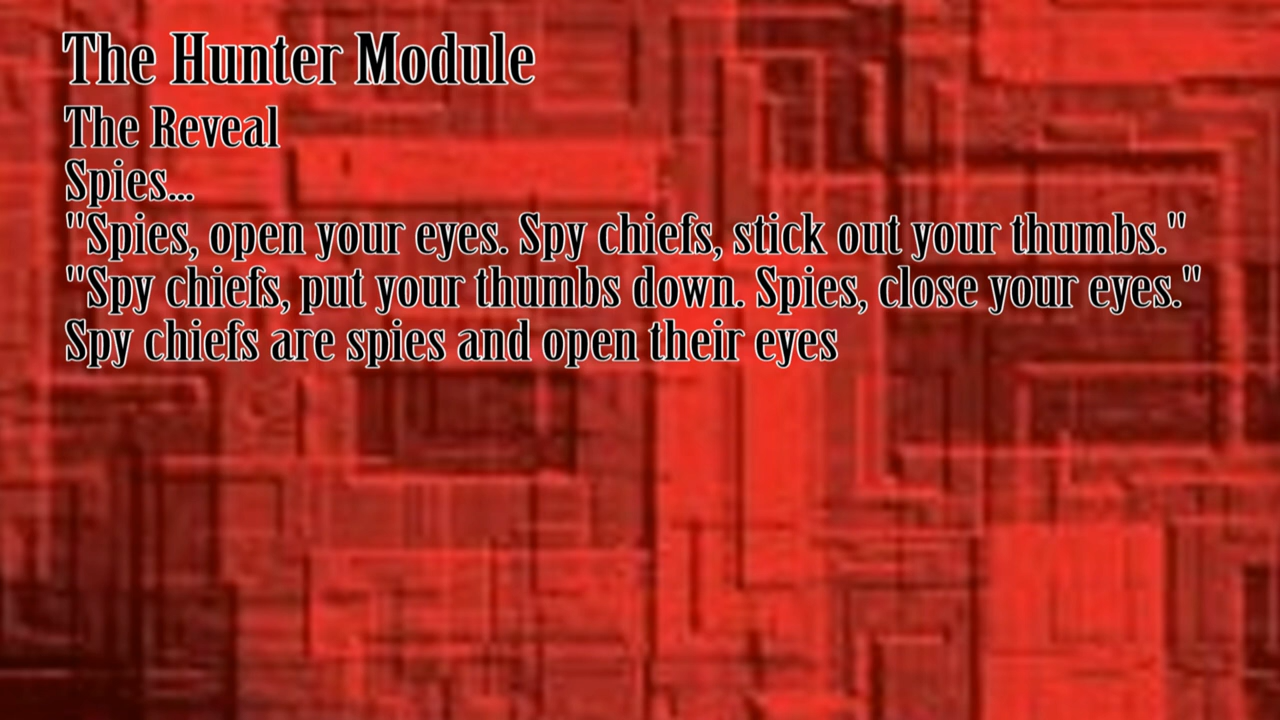 The Hunter Module
The Reveal
Spies...
"Spies, open your eyes. Spy chiefs, stick out your thumbs."
"Spy chiefs, put your thumbs down. Spies, close your eyes."
Spy chiefs are spies and open their eyes